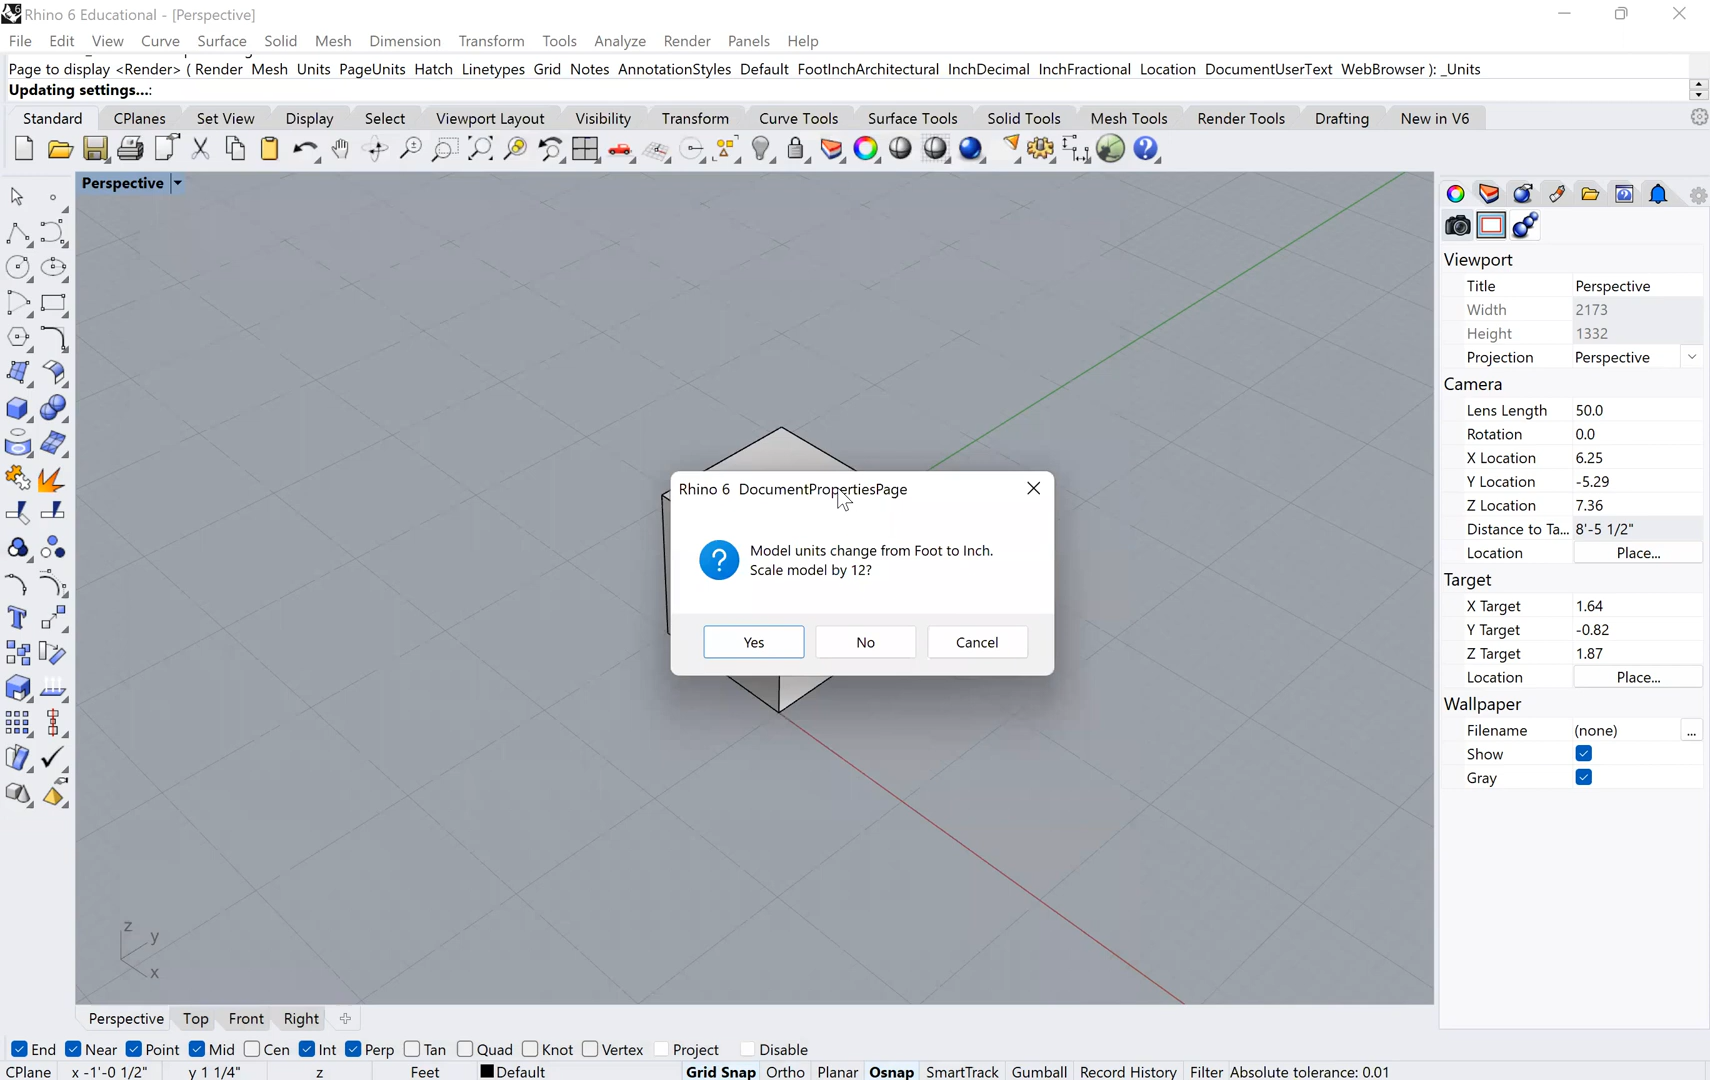 Rhino 6 Educational - [Perspective]
File Edit View Curve Surface Solid Mesh Dimension Transform Tools Analyze Render Panels Help
Page to display <Render> ( Render Mesh Units PageUnits Hatch Linetypes Grid Notes AnnotationStyles Default FootInchArchitectural InchDecimal InchFractional Location DocumentUserText WebBrowser ): _Units
Updating settings...:
Standard CPlanes Set View Display Select Viewport Layout Visibility Transform Curve Tools Surface Tools Solid Tools Mesh Tools Render Tools Drafting New in V6
Perspective
Viewport
Title Perspective
Width 2173
Height 1332
Projection Perspective
Camera
Lens Length 50.0
Rotation 0.0
X Location 6.25
Y Location -5.29
Z Location 7.36
Distance to Ta... 8'-5 1/2"
Location Place...
Target
X Target 1.64
Y Target -0.82
Z Target 1.87
Location Place...
Wallpaper
Filename (none) ...
Show
Gray
Rhino 6 DocumentPropertiesPage
Model units change from Foot to Inch.
Scale model by 12?
Yes No Cancel
z
y
x
Perspective Top Front Right
End Near Point Mid Cen Int Perp Tan Quad Knot Vertex Project Disable
CPlane x -1'-0 1/2" y 1 1/4" z Feet Default Grid Snap Ortho Planar Osnap SmartTrack Gumball Record History Filter Absolute tolerance: 0.01